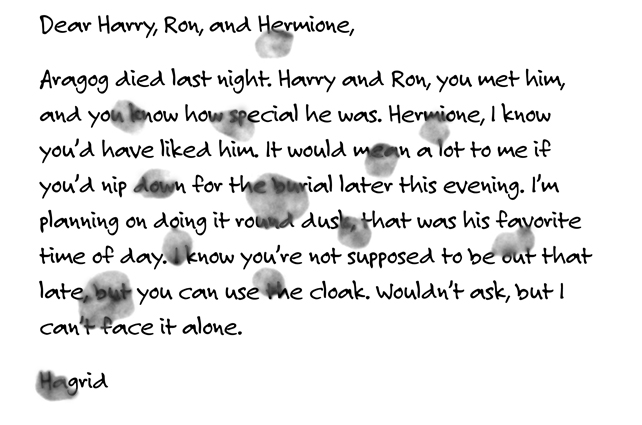 Dear Harry, Ron, and Hermione,
Aragog died last night. Harry and Ron, you met him,
and you know how special he was. Hermione, I know
you'd have liked him. It would mean a lot to me if
you'd nip down for the burial later this evening. I'm
planning on doing it round dusk, that was his favorite
time of day. I know you're not supposed to be out that
late, but you can use the cloak. Wouldn't ask, but I
can't face it alone.
Hagrid